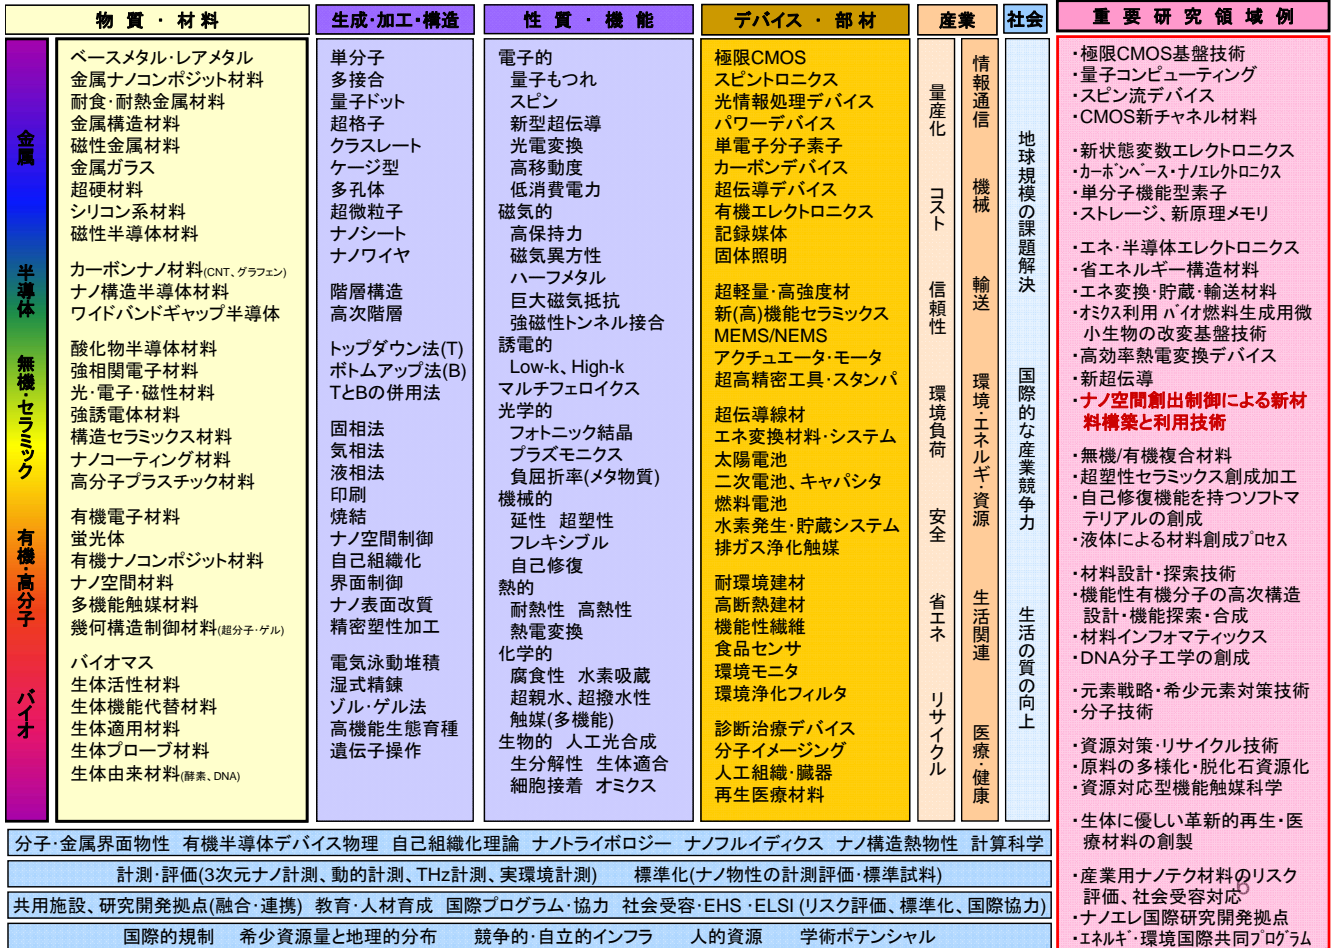 物 質 ・ 材 料
生成・加工・構造
性 質 ・ 機 能
デバイス ・ 部 材
産業
社会
重 要 研 究 領 域 例
金属
半導体
無機・セラミック
有機・高分子
バイオ
ベースメタル・レアメタル
金属ナノコンポジット材料
耐食・耐熱金属材料
金属構造材料
磁性金属材料
金属ガラス
超硬材料
シリコン系材料
磁性半導体材料
カーボンナノ材料(CNT、グラフェン)
ナノ構造半導体材料
ワイドバンドギャップ半導体
酸化物半導体材料
強相関電子材料
光・電子・磁性材料
強誘電体材料
構造セラミックス材料
ナノコーティング材料
高分子プラスチック材料
有機電子材料
蛍光体
有機ナノコンポジット材料
ナノ空間材料
多機能触媒材料
幾何構造制御材料(超分子・ゲル)
バイオマス
生体活性材料
生体機能代替材料
生体適用材料
生体プローブ材料
生体由来材料(酵素、DNA)
単分子
多接合
量子ドット
超格子
クラスレート
ケージ型
多孔体
超微粒子
ナノシート
ナノワイヤ
階層構造
高次階層
トップダウン法(T)
ボトムアップ法(B)
TとBの併用法
固相法
気相法
液相法
印刷
焼結
ナノ空間制御
自己組織化
界面制御
ナノ表面改質
精密塑性加工
電気泳動堆積
湿式精錬
ゾル・ゲル法
高機能生態育種
遺伝子操作
電子的
量子もつれ
スピン
新型超伝導
光電変換
高移動度
低消費電力
磁気的
高保持力
磁気異方性
ハーフメタル
巨大磁気抵抗
強磁性トンネル接合
誘電的
Low-k、High-k
マルチフェロイクス
光学的
フォトニック結晶
プラズモニクス
負屈折率(メタ物質)
機械的
延性 超塑性
フレキシブル
自己修復
熱的
耐熱性 高熱性
熱電変換
化学的
腐食性 水素吸蔵
超親水、超撥水性
触媒(多機能)
生物的 人工光合成
生分解性 生体適合
細胞接着 オミクス
極限CMOS
スピントロニクス
光情報処理デバイス
パワーデバイス
単電子分子素子
カーボンデバイス
超伝導デバイス
有機エレクトロニクス
記録媒体
固体照明
超軽量・高強度材
新(高)機能セラミックス
MEMS/NEMS
アクチュエータ・モータ
超高精密工具・スタンパ
超伝導線材
エネ変換材料・システム
太陽電池
二次電池、キャパシタ
燃料電池
水素発生・貯蔵システム
排ガス浄化触媒
耐環境建材
高断熱建材
機能性繊維
食品センサ
環境モニタ
環境浄化フィルタ
診断治療デバイス
分子イメージング
人工組織・臓器
再生医療材料
量産化
コスト
信頼性
環境負荷
安全
省エネ
リサイクル
情報通信
機械
輸送
環境・エネルギ・資源
生活関連
医療・健康
地球規模の課題解決
国際的な産業競争力
生活の質の向上
・極限CMOS基盤技術
・量子コンピューティング
・スピン流デバイス
・CMOS新チャネル材料
・新状態変数エレクトロニクス
・カーボンベース・ナノエレクトロニクス
・単分子機能型素子
・ストレージ、新原理メモリ
・エネ・半導体エレクトロニクス
・省エネルギー構造材料
・エネ変換・貯蔵・輸送材料
・オミクス利用 バイオ燃料生成用微
小生物の改変基盤技術
・高効率熱電変換デバイス
・新超伝導
・ナノ空間創出制御による新材
料構築と利用技術
・無機/有機複合材料
・超塑性セラミックス創成加工
・自己修復機能を持つソフトマ
テリアルの創成
・液体による材料創成プロセス
・材料設計・探索技術
・機能性有機分子の高次構造
設計・機能探索・合成
・材料インフォマティックス
・DNA分子工学の創成
・元素戦略・希少元素対策技術
・分子技術
・資源対策・リサイクル技術
・原料の多様化・脱化石資源化
・資源対応型機能触媒科学
・生体に優しい革新的再生・医
療材料の創製
・産業用ナノテク材料のリスク
評価、社会受容対応
・ナノエレ国際研究開発拠点
・エネルギ・環境国際共同プログラム
6
分子・金属界面物性 有機半導体デバイス物理 自己組織化理論 ナノトライボロジー ナノフルイディクス ナノ構造熱物性 計算科学
計測・評価(3次元ナノ計測、動的計測、THz計測、実環境計測) 標準化(ナノ物性の計測評価・標準試料)
共用施設、研究開発拠点(融合・連携) 教育・人材育成 国際プログラム・協力 社会受容・EHS・ELSI(リスク評価、標準化、国際協力)
国際的規制 希少資源量と地理的分布 競争的・自立的インフラ 人的資源 学術ポテンシャル